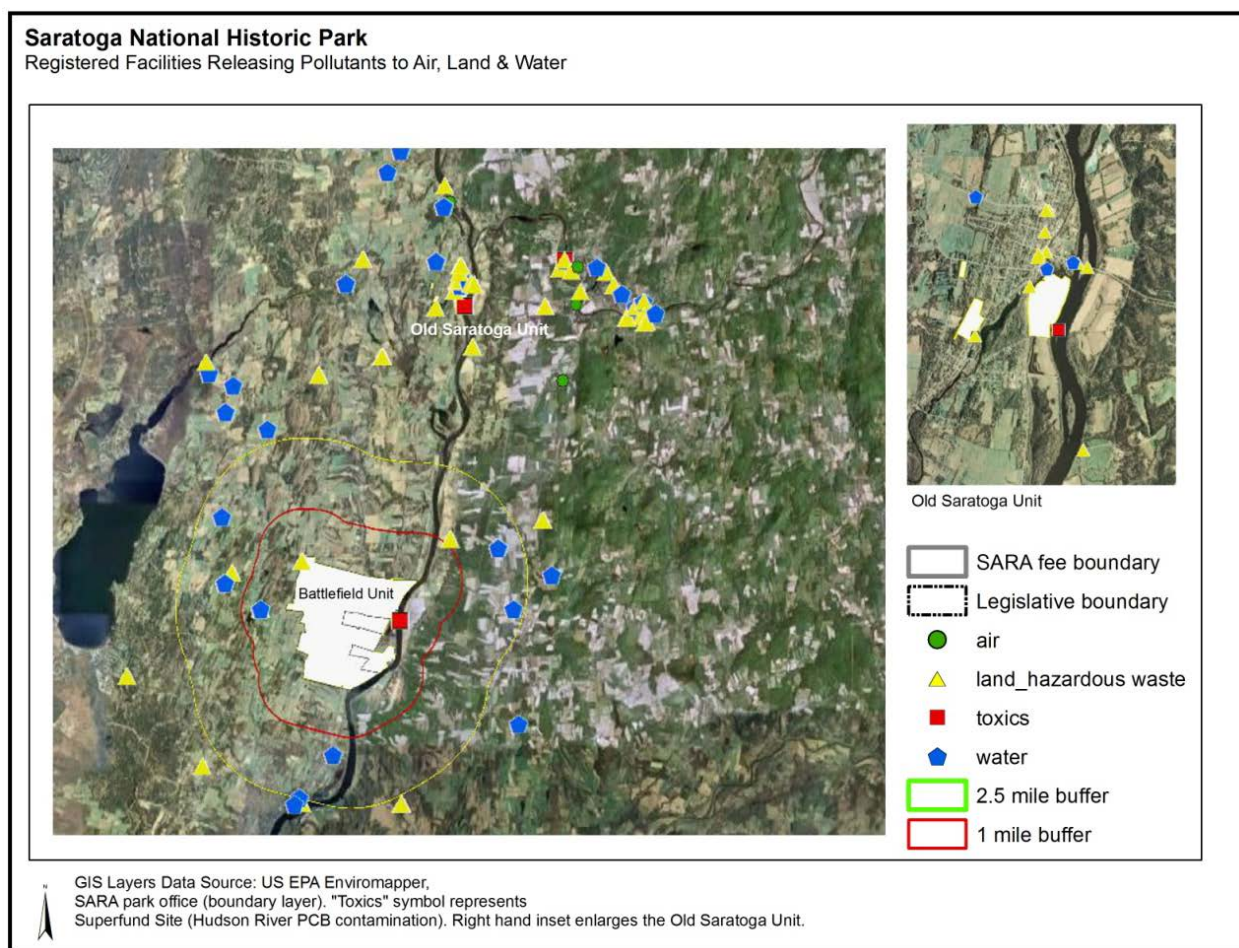 Saratoga National Historic Park
Registered Facilities Releasing Pollutants to Air, Land & Water
Old Saratoga Unit
Battlefield Unit
Old Saratoga Unit
SARA fee boundary
Legislative boundary
air
land_hazardous waste
toxics
water
2.5 mile buffer
1 mile buffer
N
GIS Layers Data Source: US EPA Enviromapper,
SARA park office (boundary layer). "Toxics" symbol represents
Superfund Site (Hudson River PCB contamination). Right hand inset enlarges the Old Saratoga Unit.